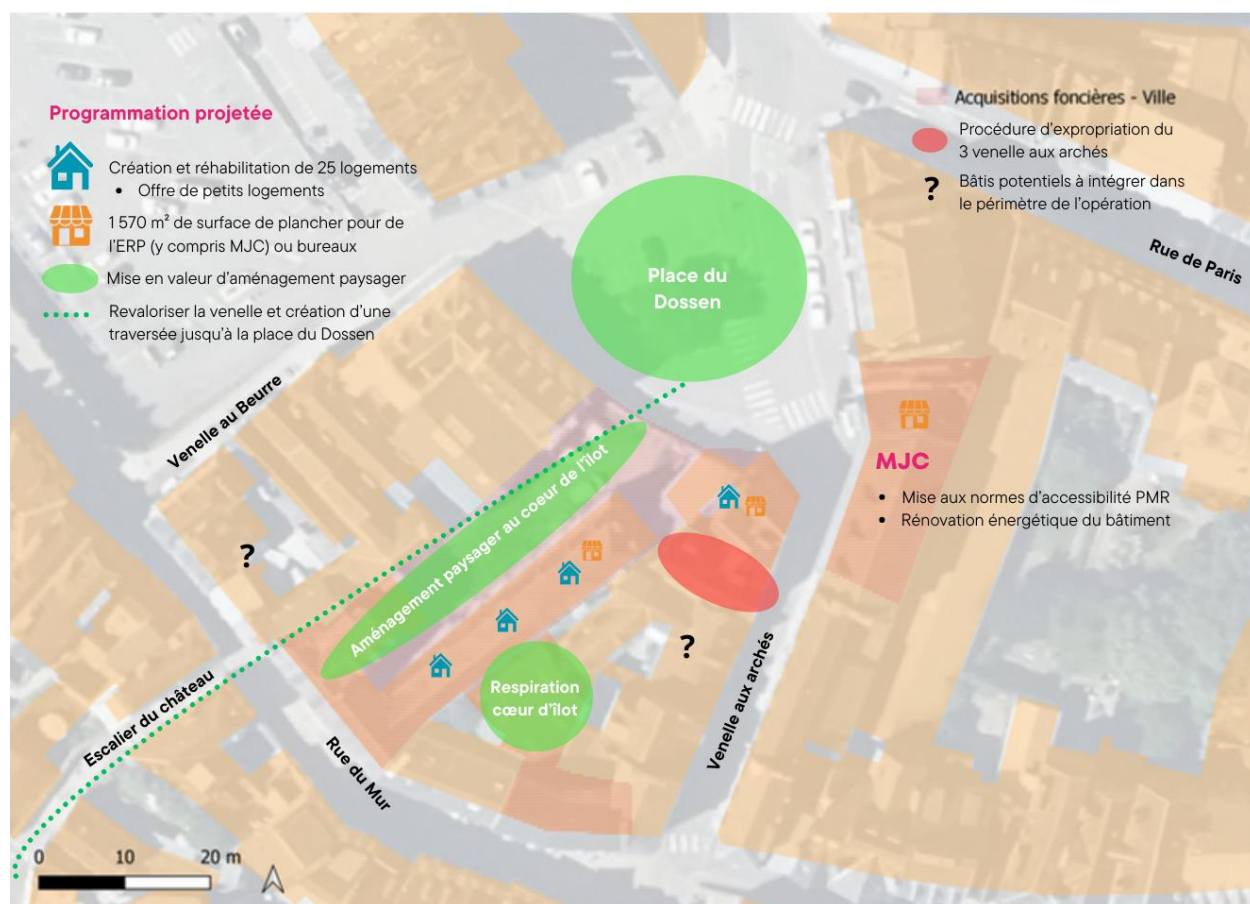 Programmation projetée
Création et réhabilitation de 25 logements
• Offre de petits logements
1 570 m² de surface de plancher pour de
l'ERP (y compris MJC) ou bureaux
Mise en valeur d'aménagement paysager
Revaloriser la venelle et création d'une
traversée jusqu'à la place du Dossen
Acquisitions foncières - Ville
Procédure d'expropriation du
3 venelle aux archés
?
Bâtis potentiels à intégrer dans
le périmètre de l'opération
Rue de Paris
Place du
Dossen
Venelle au Beurre
MJC
• Mise aux normes d'accessibilité PMR
• Rénovation énergétique du bâtiment
Aménagement paysager au coeur de l'îlot
?
?
Respiration
cœur d'îlot
Escalier du château
Rue du Mur
Venelle aux archés
0 10 20 m